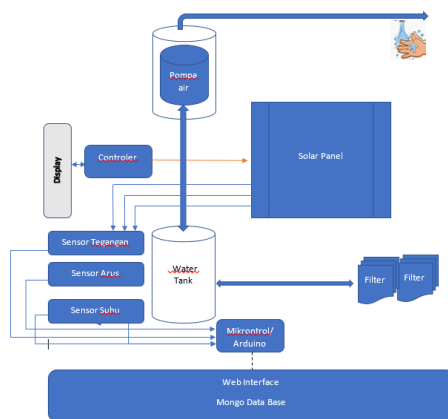 Pompa
air
Solar Panel
Controler
Display
Sensor Tegangan
Sensor Arus
Sensor Suhu
Water
Tank
Filter
Filter
Mikrontrol/
Arduino
Web Interface
Mongo Data Base